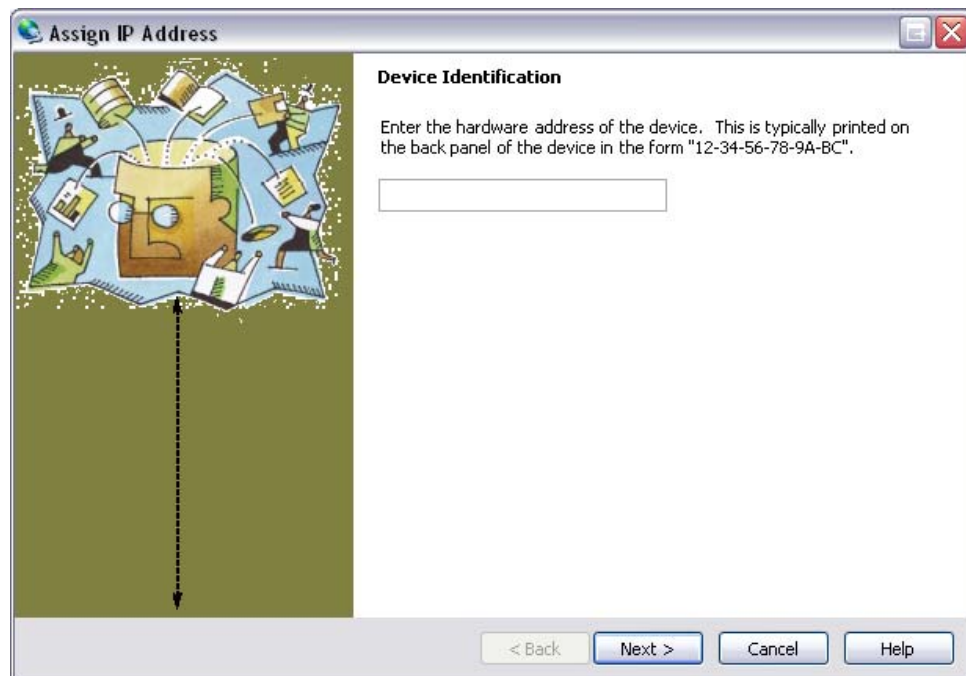 Assign IP Address
Device Identification
Enter the hardware address of the device.  This is typically printed on
the back panel of the device in the form "12-34-56-78-9A-BC".
< Back
Next >
Cancel
Help